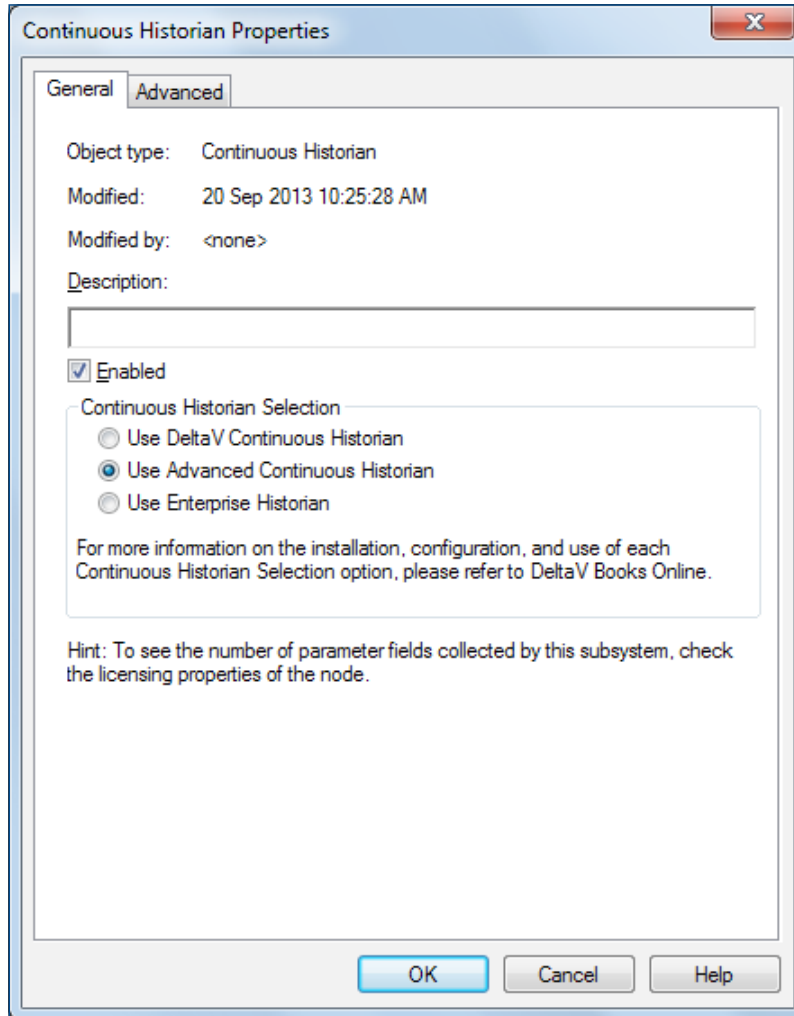 Continuous Historian Properties
General
Advanced
Object type: Continuous Historian
Modified: 20 Sep 2013 10:25:28 AM
Modified by: <none>
Description:
Enabled
Continuous Historian Selection
Use DeltaV Continuous Historian
Use Advanced Continuous Historian
Use Enterprise Historian
For more information on the installation, configuration, and use of each
Continuous Historian Selection option, please refer to DeltaV Books Online.
Hint: To see the number of parameter fields collected by this subsystem, check
the licensing properties of the node.
OK
Cancel
Help